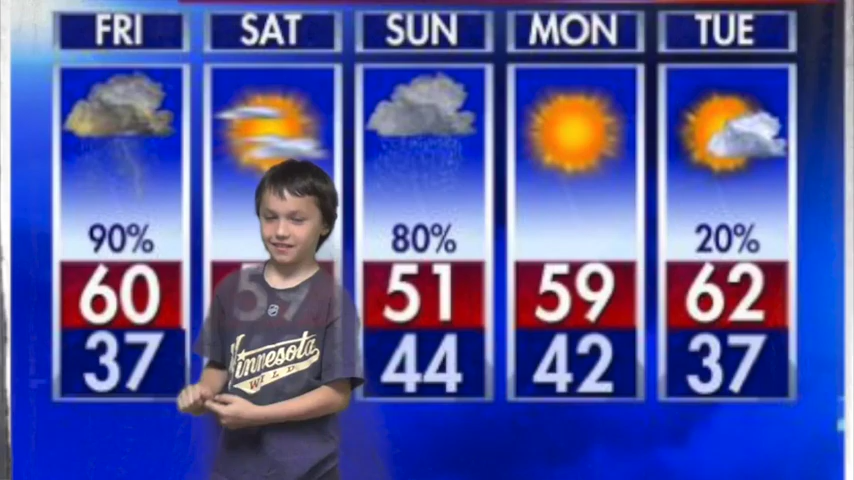 FRI SAT SUN MON TUE
90% 80% 20%
60 51 59 62
37 44 42 37
Minnesota
WILD